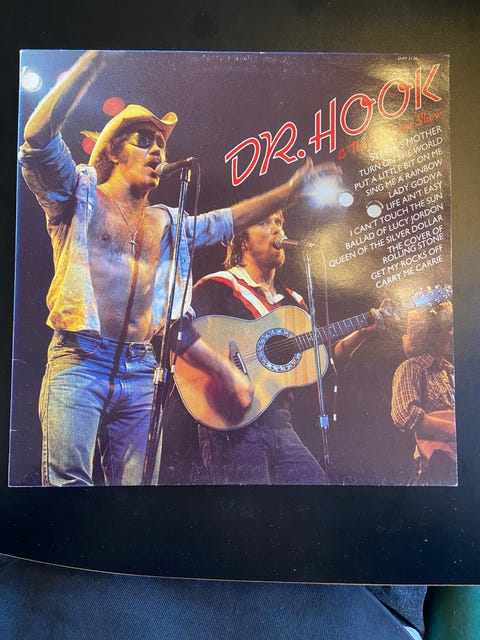 SHM
DR. HOOK
& The Show
SYLVIA'S MOTHER
TURN ON THE WORLD
PUT A LITTLE BIT ON ME
SING ME A RAINBOW
LADY GODIVA
LIFE AIN'T EASY
I CAN'T TOUCH THE SUN
BALLAD OF LUCY JORDON
QUEEN OF THE SILVER DOLLAR
THE COVER OF
ROLLING STONE
GET MY ROCKS OFF
CARRY ME CARRIE